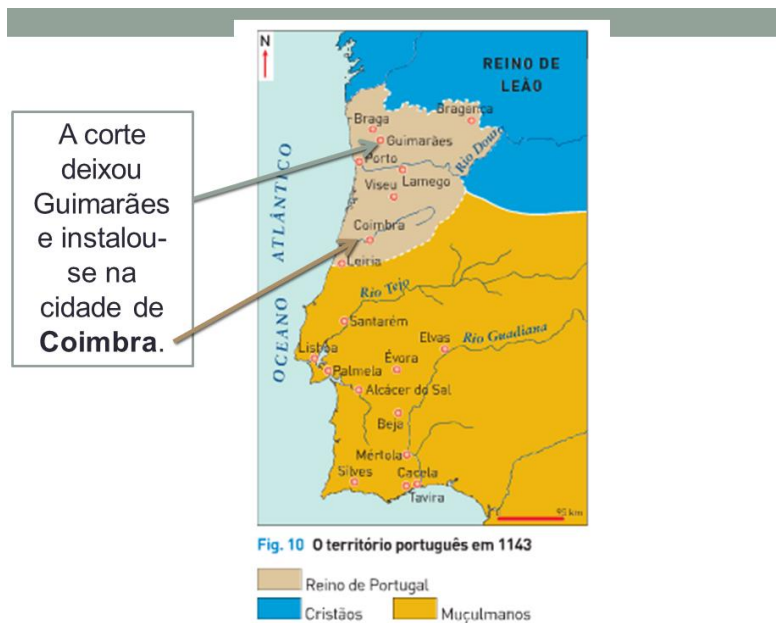 A corte
deixou
Guimarães
e instalou-
se na
cidade de
Coimbra.
N
REINO DE
LEÃO
Bragança
Braga
Guimarães
Rio Douro
Porto
Lamego
Viseu
Coimbra
Leiria
OCEANO ATLÂNTICO
Rio Tejo
Santarém
Elvas
Rio Guadiana
Lisboa
Évora
Palmela
Alcácer do Sal
Beja
Mértola
Silves
Cacela
Tavira
95 km
Fig. 10 O território português em 1143
Reino de Portugal
Cristãos
Muçulmanos